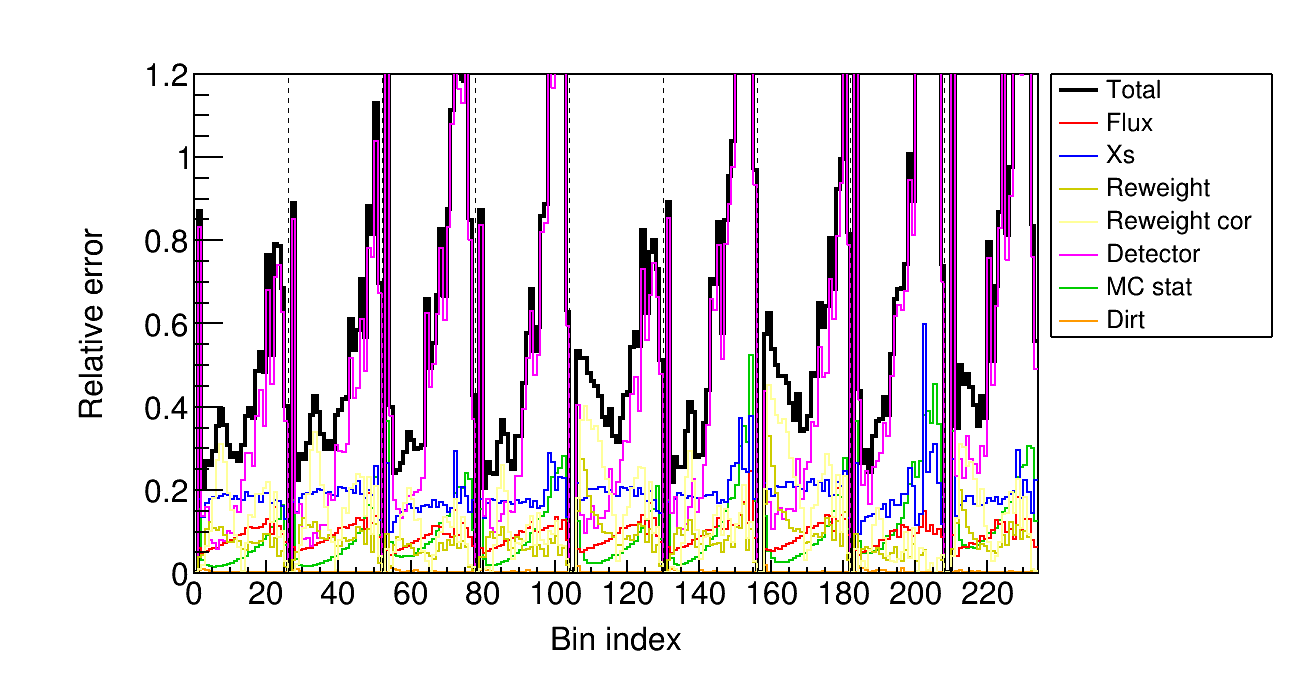 1.2
1
0.8
0.6
0.4
0.2
0
Relative error
0 20 40 60 80 100 120 140 160 180 200 220
Bin index
Total
Flux
Xs
Reweight
Reweight cor
Detector
MC stat
Dirt